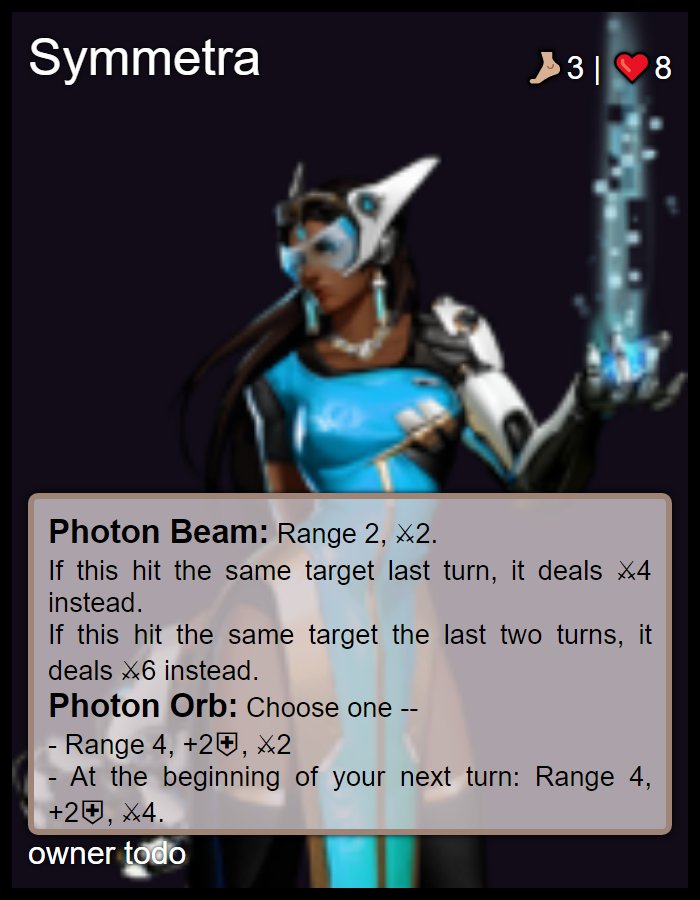 Symmetra
🦶3 | ❤️8
Photon Beam: Range 2, ⚔2.
If this hit the same target last turn, it deals ⚔4
instead.
If this hit the same target the last two turns, it
deals ⚔6 instead.
Photon Orb: Choose one --
- Range 4, +2⛨, ⚔2
- At the beginning of your next turn: Range 4,
+2⛨, ⚔4.
owner todo